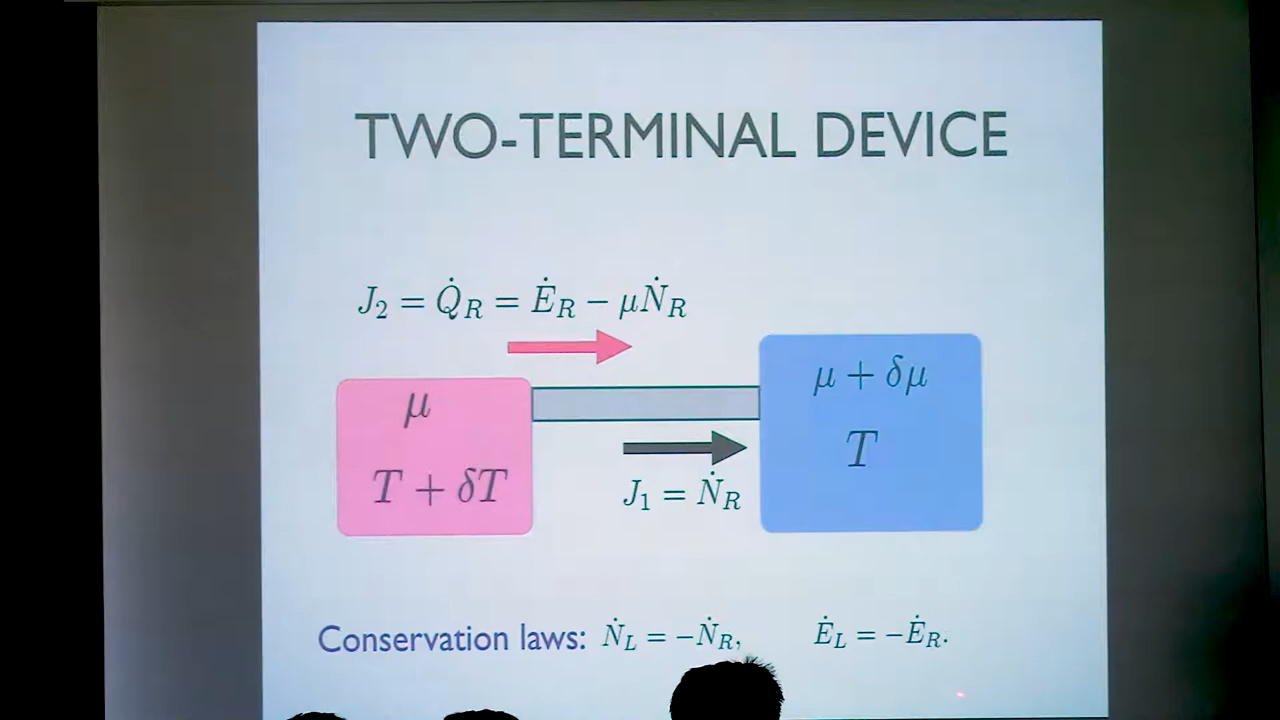 TWO-TERMINAL DEVICE
J₂ = Q̇_R = Ė_R − μṄ_R
μ
T + δT
μ + δμ
T
J₁ = Ṅ_R
Conservation laws: Ṅ_L = −Ṅ_R, Ė_L = −Ė_R.